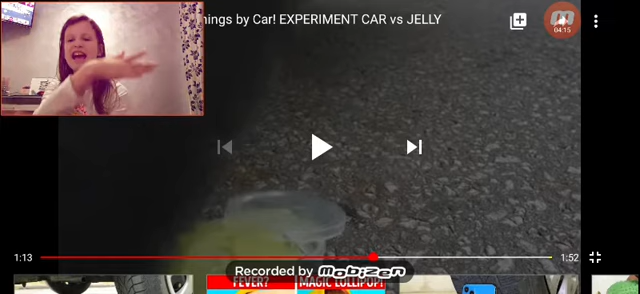 hings by Car! EXPERIMENT CAR vs JELLY
04:15
1:13
1:52
Recorded by MOBIZEN
FEVER?
MAGIC LOLLIPOP!